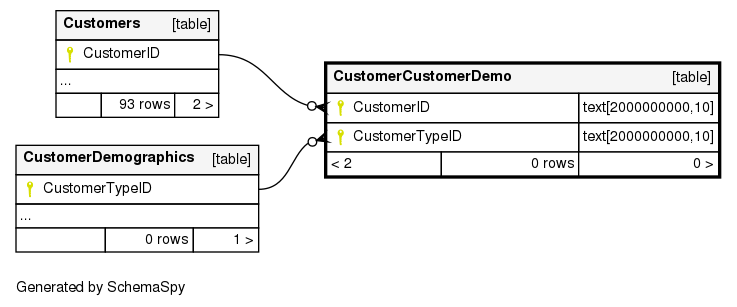 Customers [table]
CustomerID
...
93 rows 2 >
CustomerDemographics [table]
CustomerTypeID
...
0 rows 1 >
CustomerCustomerDemo [table]
CustomerID text[2000000000,10]
CustomerTypeID text[2000000000,10]
< 2 0 rows 0 >
Generated by SchemaSpy